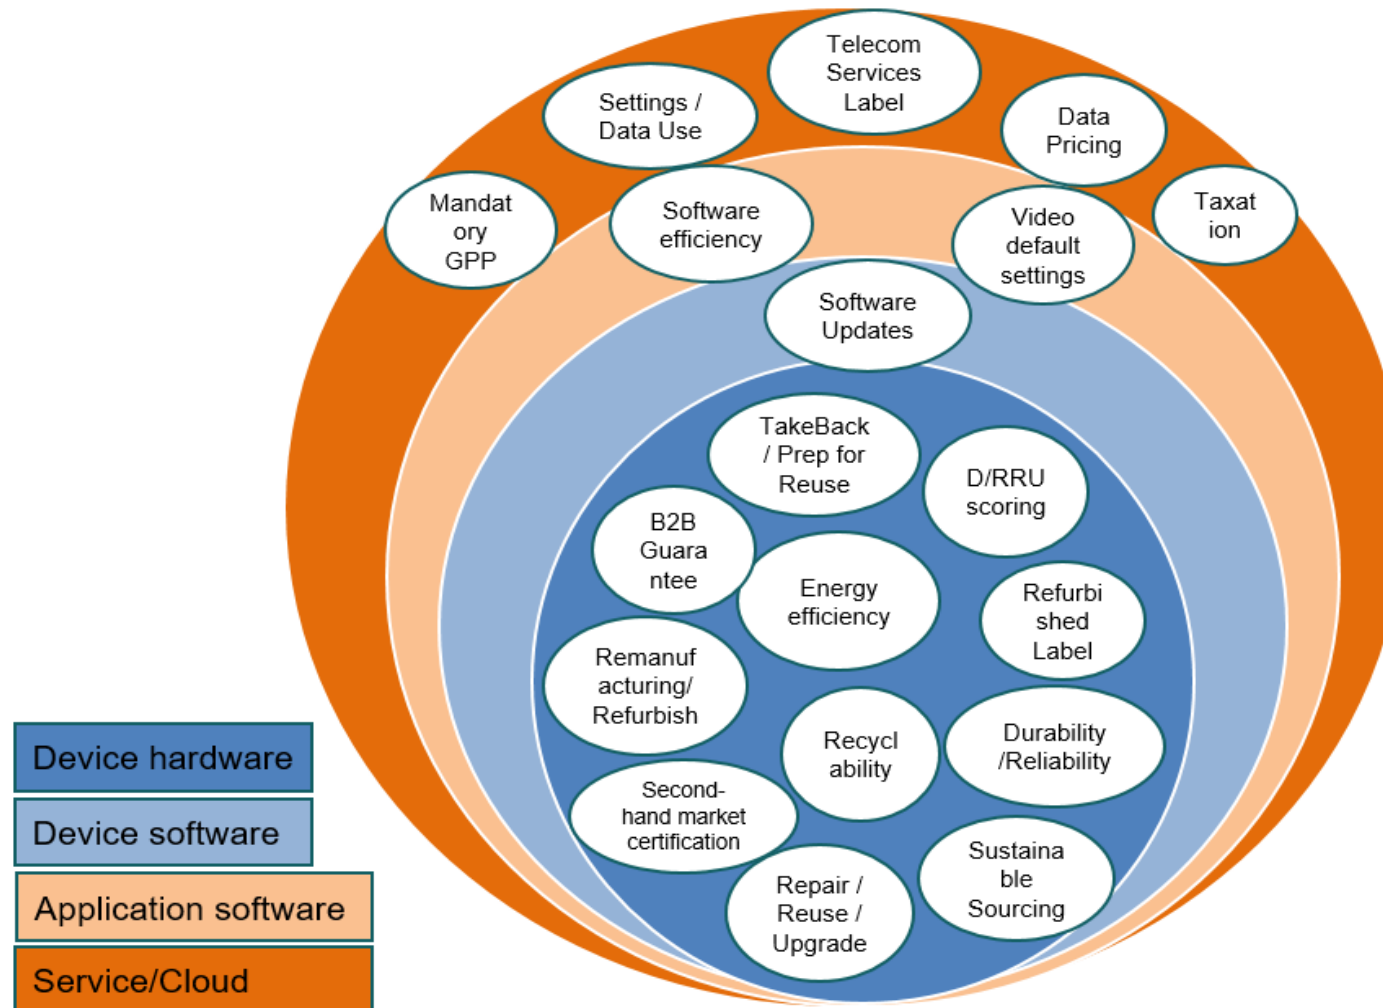 Telecom
Services
Label
Settings /
Data Use
Data
Pricing
Mandat
ory
GPP
Software
efficiency
Video
default
settings
Taxat
ion
Software
Updates
TakeBack
/ Prep for
Reuse
D/RRU
scoring
B2B
Guara
ntee
Energy
efficiency
Refurbi
shed
Label
Remanuf
acturing/
Refurbish
Recycl
ability
Durability
/Reliability
Second-
hand market
certification
Repair /
Reuse /
Upgrade
Sustaina
ble
Sourcing
Device hardware
Device software
Application software
Service/Cloud